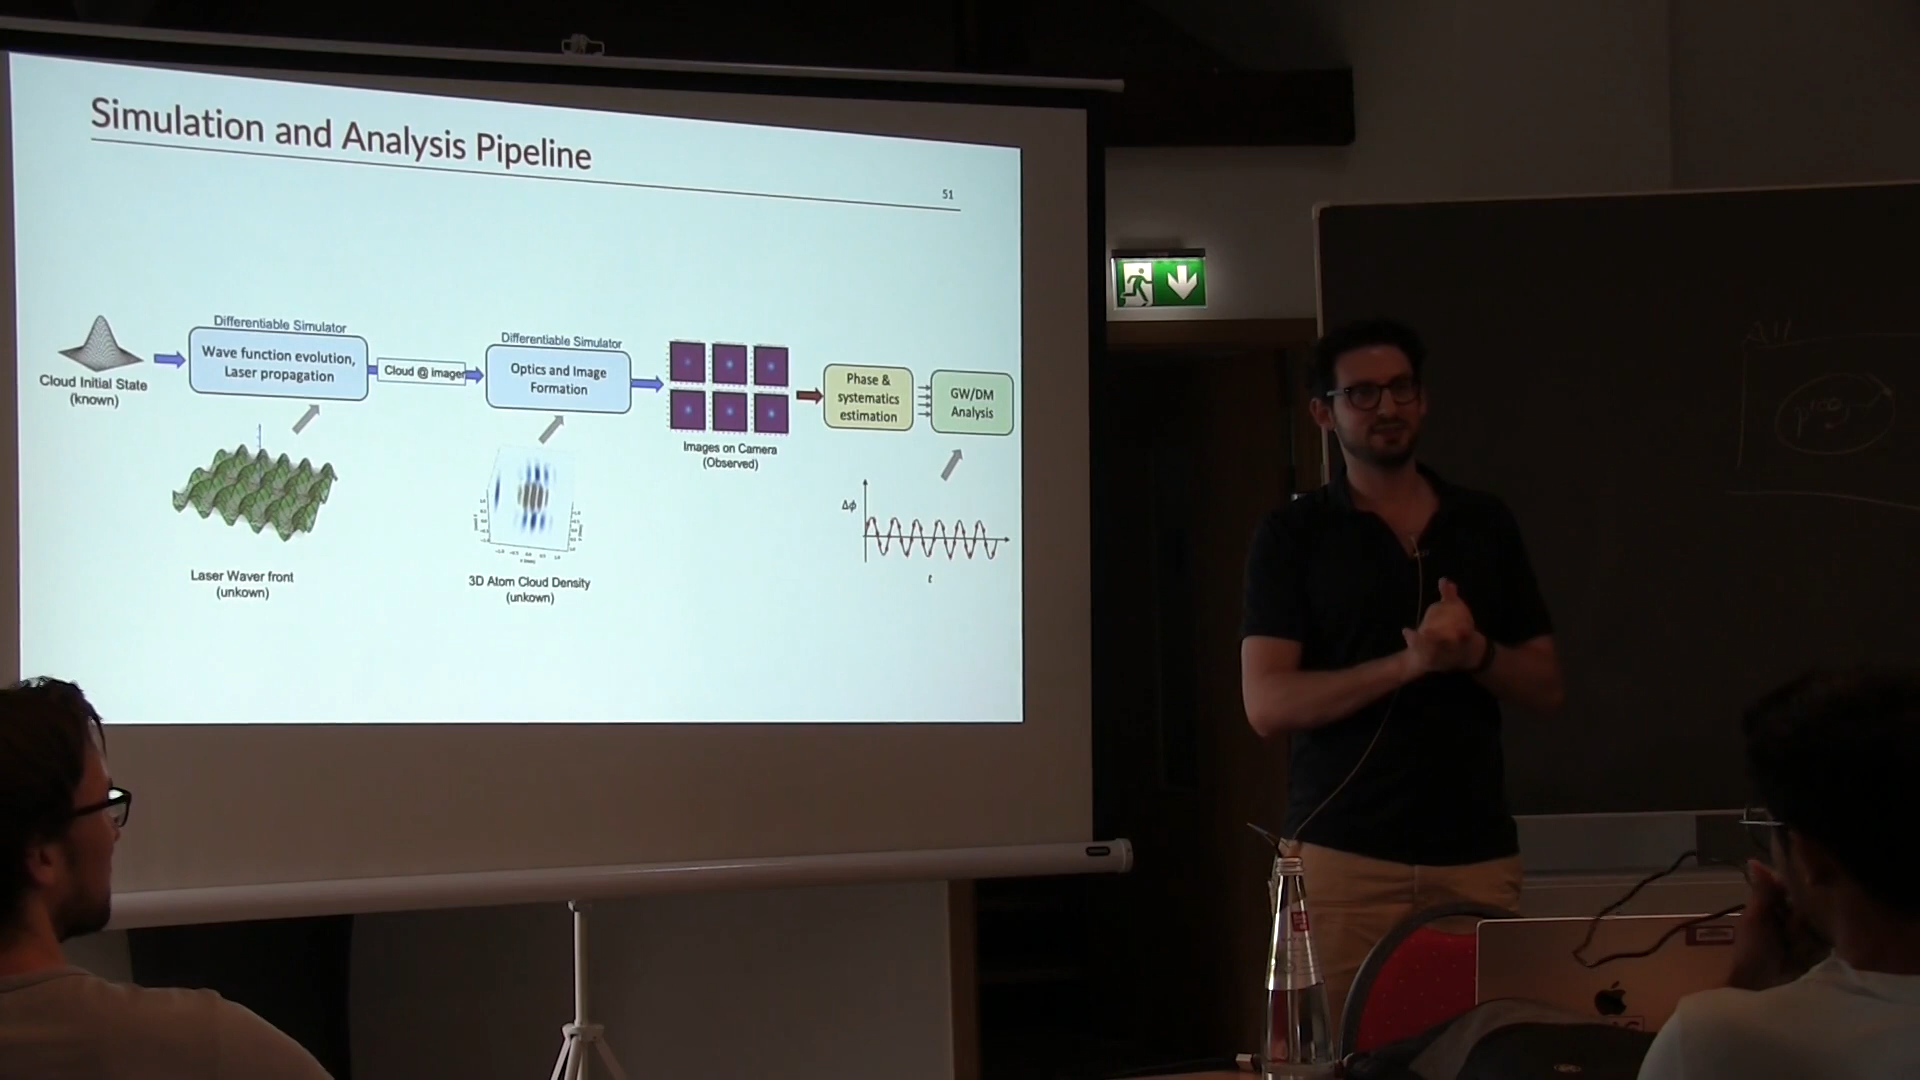 Simulation and Analysis Pipeline
51
Differentiable Simulator
Wave function evolution,
Laser propagation
Cloud @ imager
Differentiable Simulator
Optics and Image
Formation
Cloud Initial State
(known)
Images on Camera
(Observed)
Phase &
systematics
estimation
GW/DM
Analysis
Laser Waver front
(unkown)
3D Atom Cloud Density
(unkown)
Δϕ
t